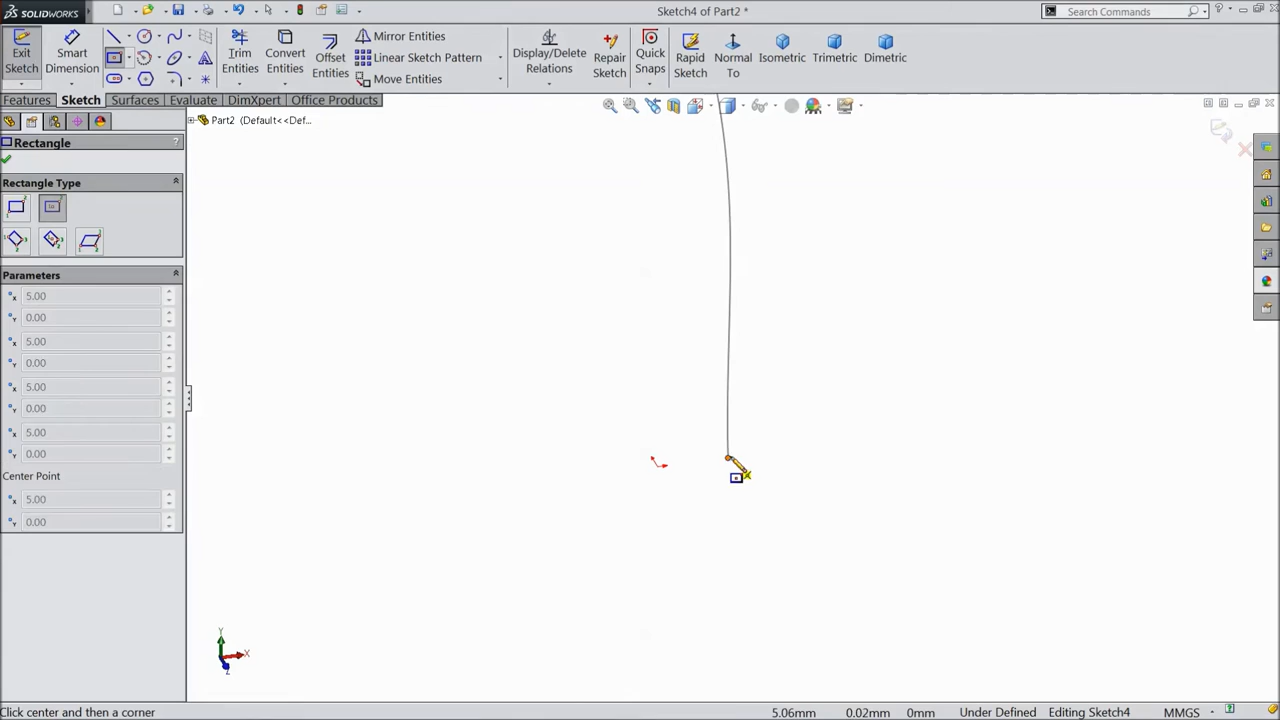 SOLIDWORKS
Sketch4 of Part2 *
Search Commands
Exit Sketch
Smart Dimension
Trim Entities
Convert Entities
Offset Entities
Mirror Entities
Linear Sketch Pattern
Move Entities
Display/Delete Relations
Repair Sketch
Quick Snaps
Rapid Sketch
Normal To
Isometric
Trimetric
Dimetric
Features
Sketch
Surfaces
Evaluate
DimXpert
Office Products
Part2 (Default<<Def...
Rectangle
?
Rectangle Type
Parameters
5.00
0.00
5.00
0.00
5.00
0.00
5.00
0.00
Center Point
5.00
0.00
Y
X
Z
Click center and then a corner
5.06mm
0.02mm
0mm
Under Defined
Editing Sketch4
MMGS